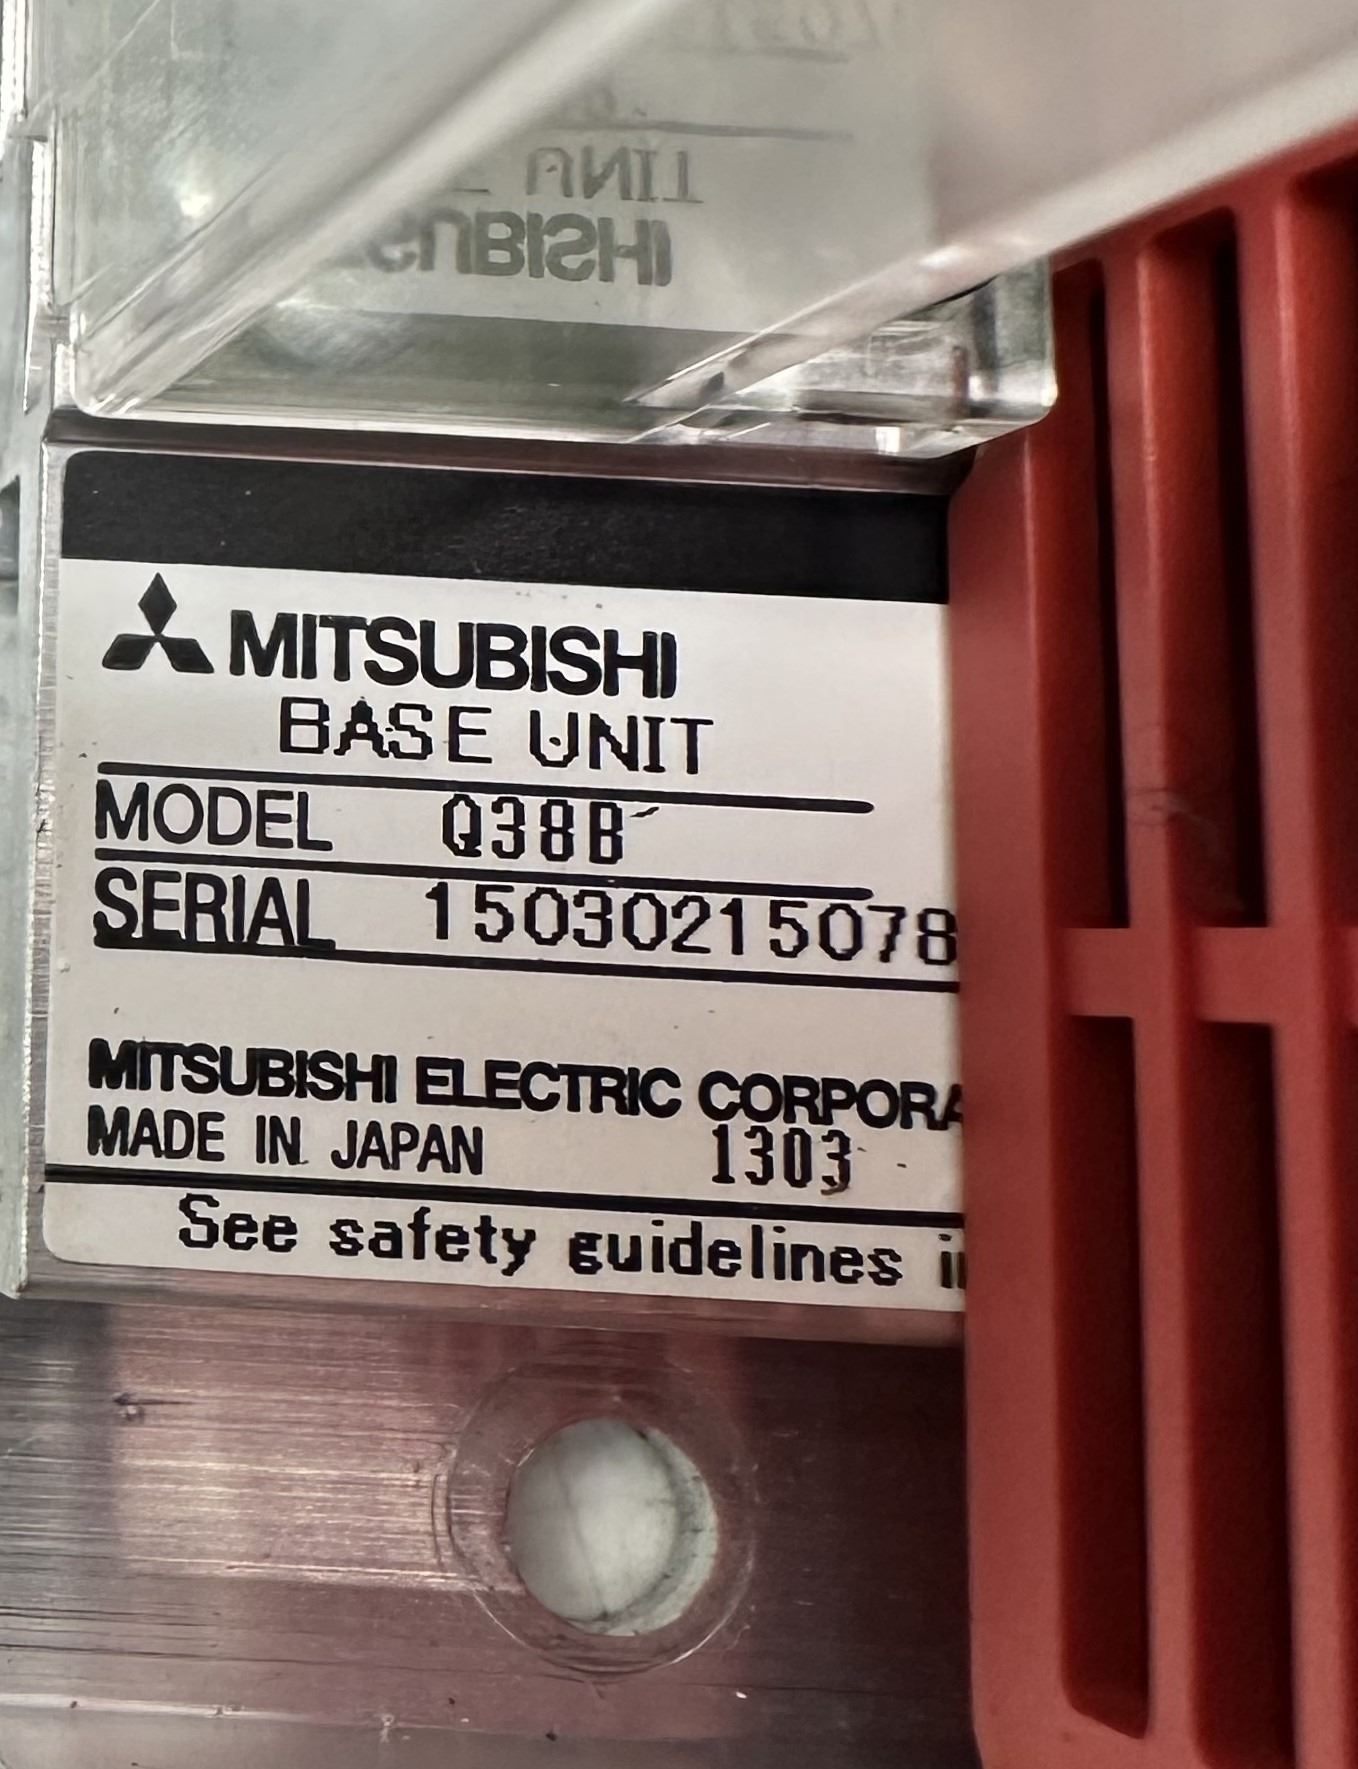 MITSUBISHI
BASE UNIT
MODEL Q38B
SERIAL 15030215078
MITSUBISHI ELECTRIC CORPORA
MADE IN JAPAN 1303
See safety guidelines i